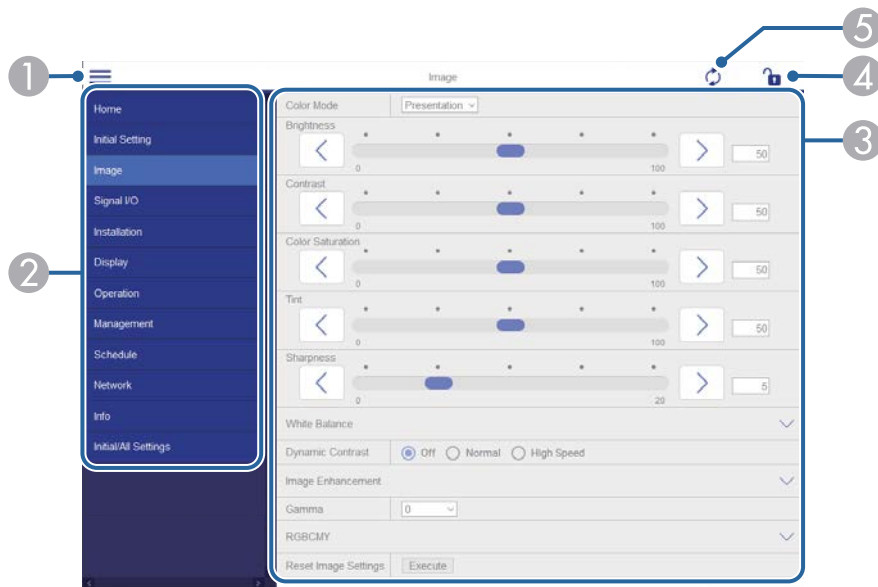 5
1
Image
4
Home
Initial Setting
Image
Signal I/O
Installation
Display
Operation
Management
Schedule
Network
Info
Initial/All Settings
2
3
Color Mode
Presentation
Brightness
0
100
50
Contrast
0
100
50
Color Saturation
0
100
50
Tint
0
100
50
Sharpness
0
20
5
White Balance
Dynamic Contrast
Off Normal High Speed
Image Enhancement
Gamma
0
RGBCMY
Reset Image Settings
Execute